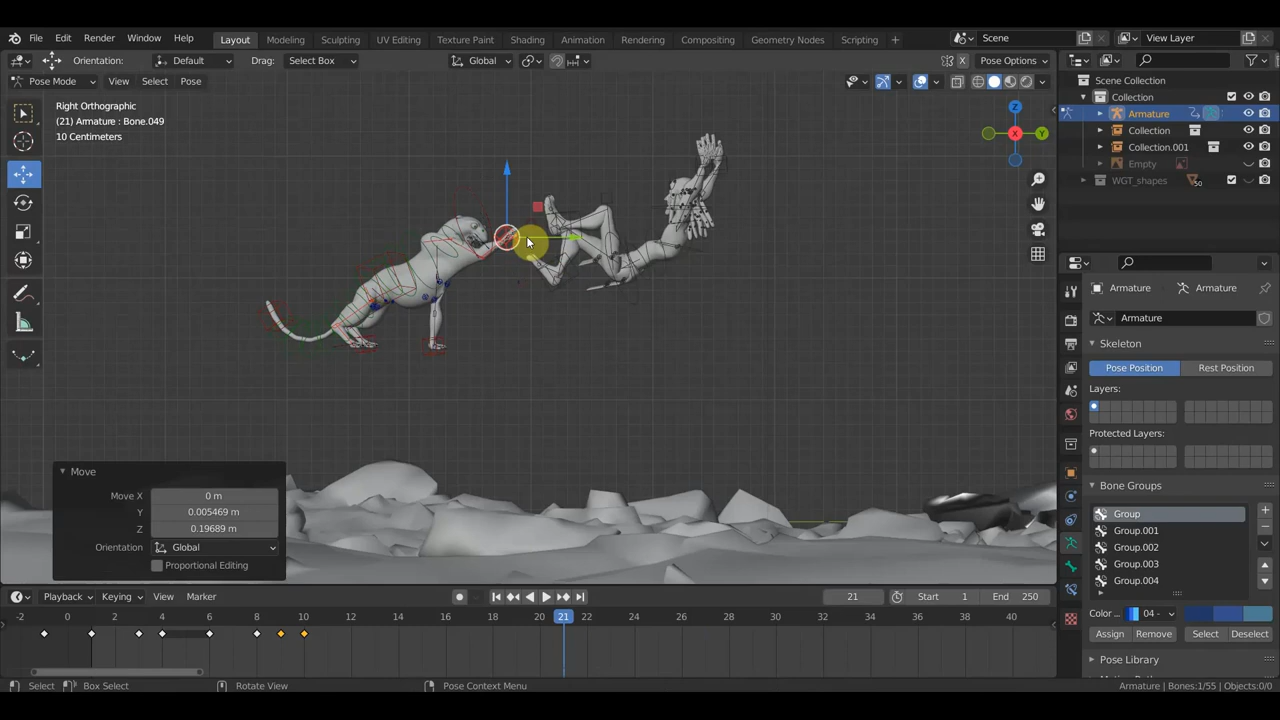 File Edit Render Window Help Layout Modeling Sculpting UV Editing Texture Paint Shading Animation Rendering Compositing Geometry Nodes Scripting + Scene View Layer
Orientation: Default Drag: Select Box Global X Pose Options
Pose Mode View Select Pose
Scene Collection
Collection
Armature
Collection
Collection.001
Empty
WGT_shapes 50
Right Orthographic
(21) Armature : Bone.049
10 Centimeters
Z
X
Y
Armature Armature
Armature
Skeleton
Pose Position Rest Position
Layers:
Protected Layers:
Bone Groups
Group
Group.001
Group.002
Group.003
Group.004
Color ... 04 -
Assign Remove Select Deselect
Pose Library
Move
Move X 0 m
Y 0.005469 m
Z 0.19689 m
Orientation Global
Proportional Editing
Playback Keying View Marker 21 Start 1 End 250
-2 0 2 4 6 8 10 12 14 16 18 20 21 22 24 26 28 30 32 34 36 38 40
Select Box Select Rotate View Pose Context Menu Armature | Bones:1/55 | Objects:0/0